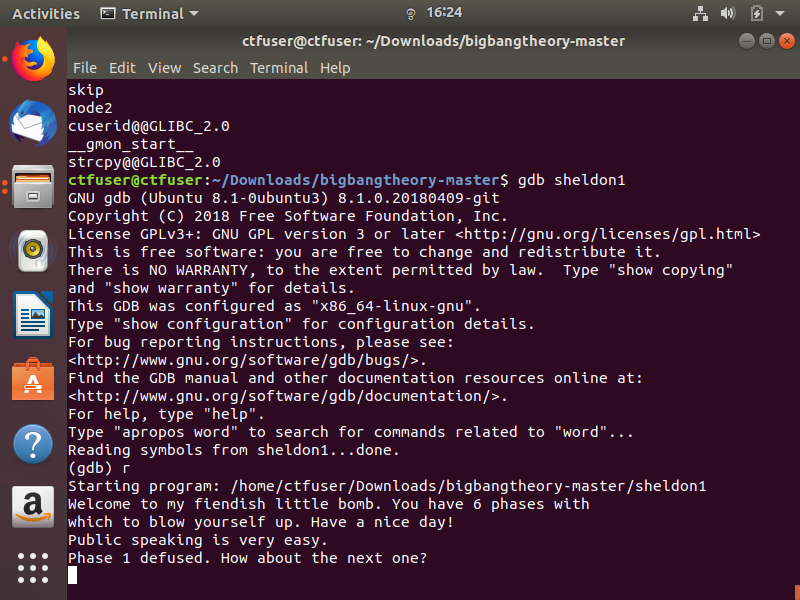 Activities Terminal 16:24
ctfuser@ctfuser: ~/Downloads/bigbangtheory-master
File Edit View Search Terminal Help
skip
node2
cuserid@@GLIBC_2.0
__gmon_start__
strcpy@@GLIBC_2.0
ctfuser@ctfuser:~/Downloads/bigbangtheory-master$ gdb sheldon1
GNU gdb (Ubuntu 8.1-0ubuntu3) 8.1.0.20180409-git
Copyright (C) 2018 Free Software Foundation, Inc.
License GPLv3+: GNU GPL version 3 or later <http://gnu.org/licenses/gpl.html>
This is free software: you are free to change and redistribute it.
There is NO WARRANTY, to the extent permitted by law.  Type "show copying"
and "show warranty" for details.
This GDB was configured as "x86_64-linux-gnu".
Type "show configuration" for configuration details.
For bug reporting instructions, please see:
<http://www.gnu.org/software/gdb/bugs/>.
Find the GDB manual and other documentation resources online at:
<http://www.gnu.org/software/gdb/documentation/>.
For help, type "help".
Type "apropos word" to search for commands related to "word"...
Reading symbols from sheldon1...done.
(gdb) r
Starting program: /home/ctfuser/Downloads/bigbangtheory-master/sheldon1
Welcome to my fiendish little bomb. You have 6 phases with
which to blow yourself up. Have a nice day!
Public speaking is very easy.
Phase 1 defused. How about the next one?